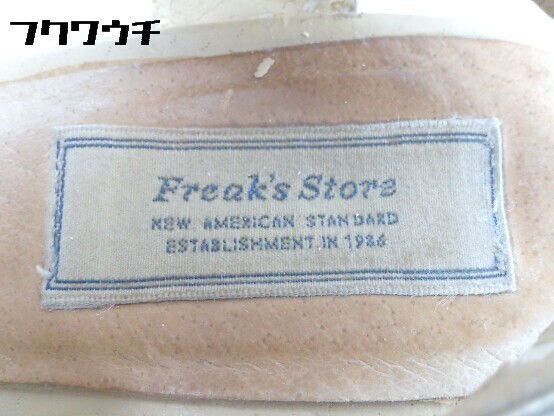 フクワウチ
Freak's Store
NEW AMERICAN STANDARD
ESTABLISHMENT. IN 1986